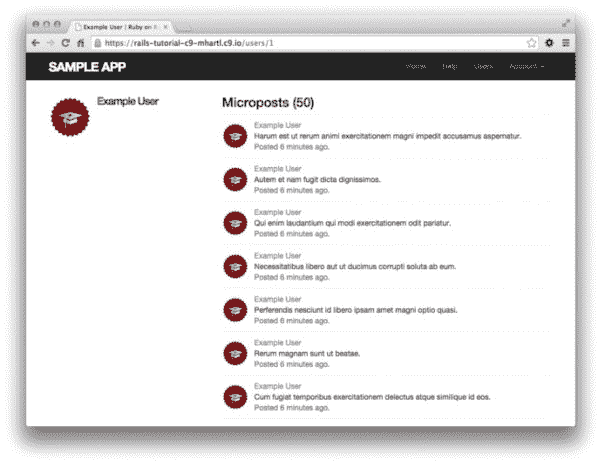 Example User | Ruby on R
https://rails-tutorial-c9-mhartl.c9.io/users/1
SAMPLE APP
Home Help Users Account
Example User
Microposts (50)
Example User
Harum est ut rerum animi exercitationem magni impedit accusamus aspernatur.
Posted 6 minutes ago.
Example User
Autem et nam fugit dicta dignissimos.
Posted 6 minutes ago.
Example User
Qui enim laudantium qui modi exercitationem odit pariatur.
Posted 6 minutes ago.
Example User
Necessitatibus libero aut ut ducimus corrupti soluta ab eum.
Posted 6 minutes ago.
Example User
Perferendis nesciunt id libero ipsam amet magni optio quasi.
Posted 6 minutes ago.
Example User
Rerum magnam sunt ut beatae.
Posted 6 minutes ago.
Example User
Cum fugiat temporibus exercitationem delectus atque similique id eos.
Posted 6 minutes ago.